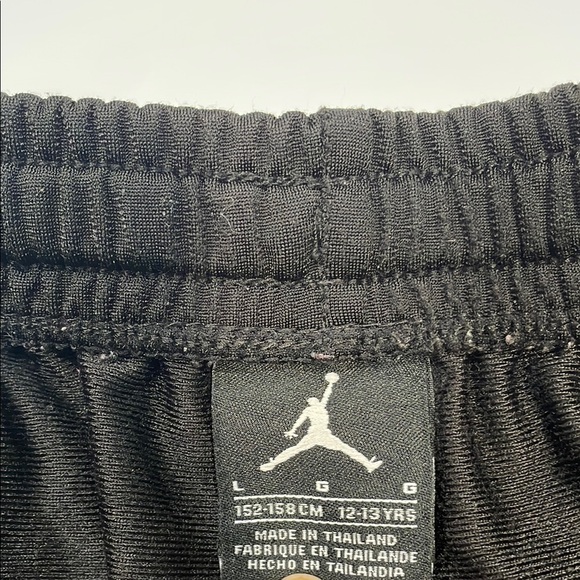 L G G
152-158 CM 12-13 YRS
MADE IN THAILAND
FABRIQUE EN THAILANDE
HECHO EN TAILANDIA